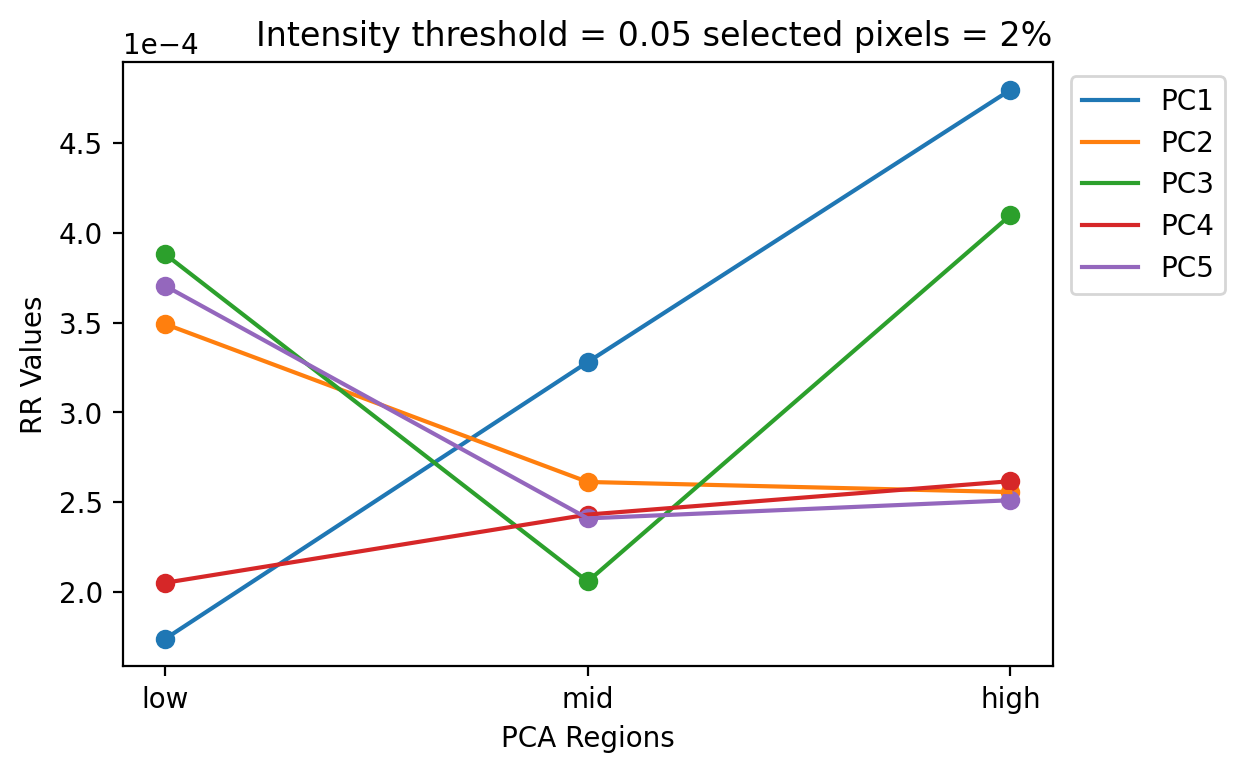 Intensity threshold = 0.05 selected pixels = 2%
1e−4
4.5
4.0
3.5
3.0
2.5
2.0
RR Values
low
mid
high
PCA Regions
PC1
PC2
PC3
PC4
PC5